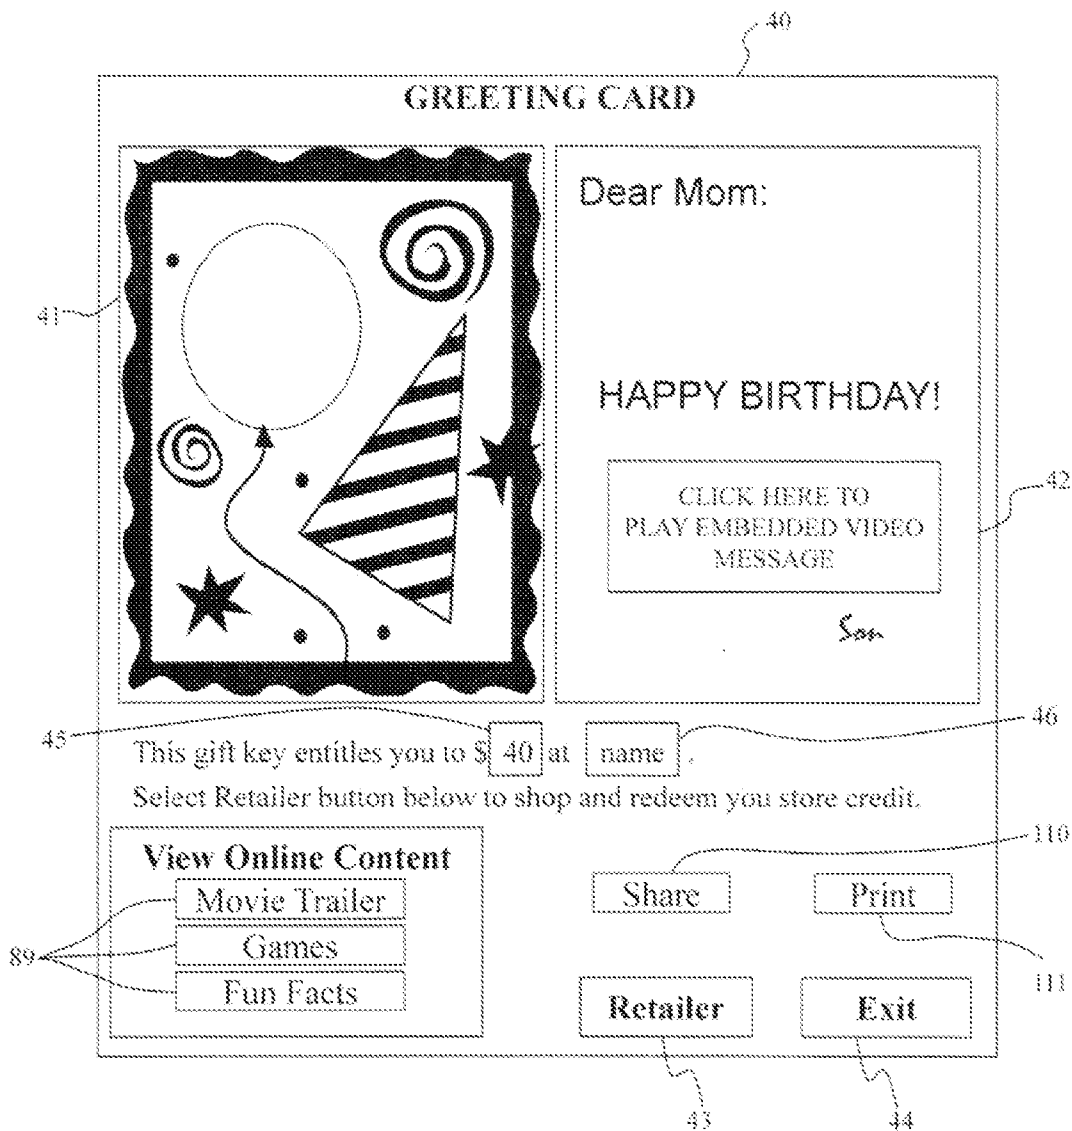 40
GREETING CARD
Dear Mom:
41
HAPPY BIRTHDAY!
CLICK HERE TO
PLAY EMBEDDED VIDEO
MESSAGE
42
Son
45
46
This gift key entitles you to $ 40 at name .
Select Retailer button below to shop and redeem you store credit.
110
View Online Content
Movie Trailer
Games
Fun Facts
89
Share
Print
111
Retailer
Exit
43
44